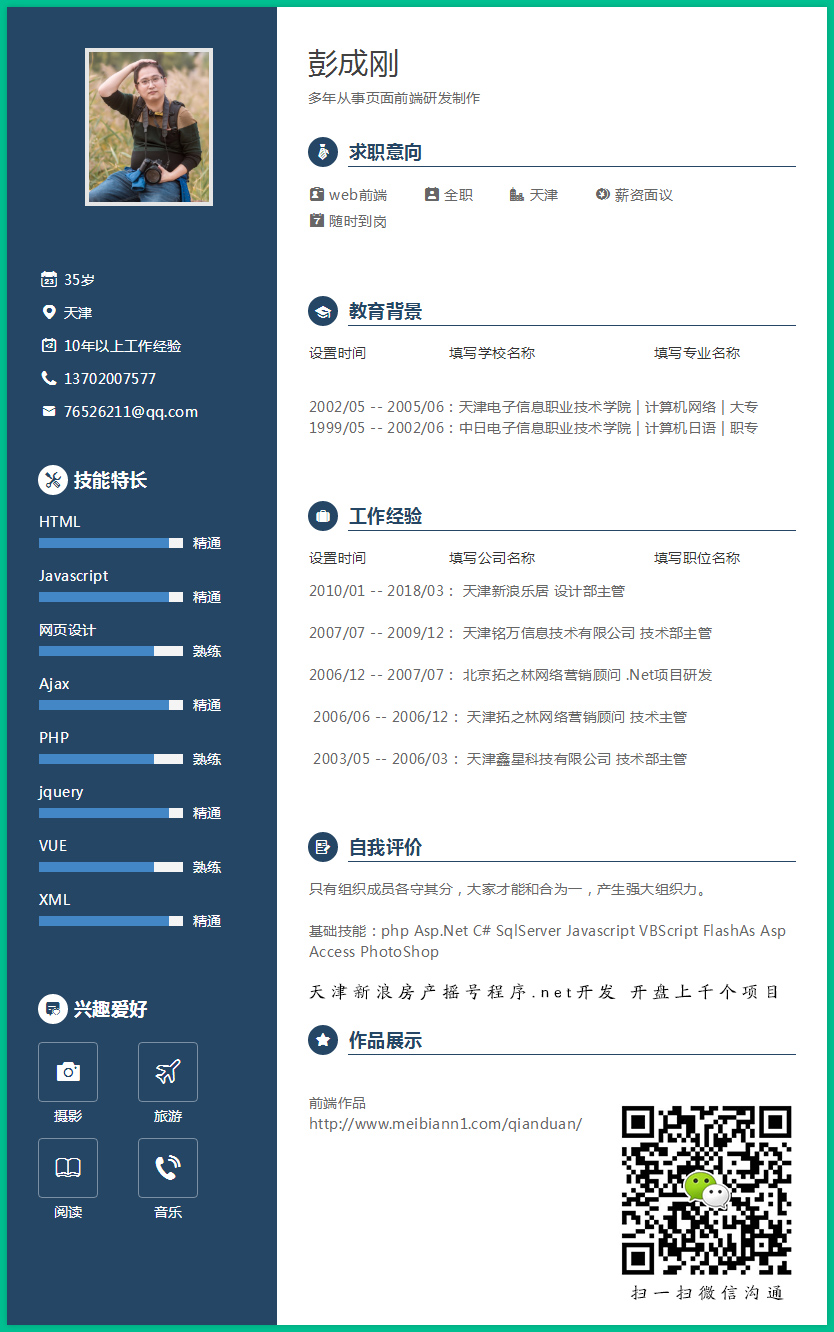 彭成刚
多年从事页面前端研发制作
求职意向
web前端 全职 天津 薪资面议
随时到岗
35岁
天津
10年以上工作经验
13702007577
76526211@qq.com
技能特长
HTML
精通
Javascript
精通
网页设计
熟练
Ajax
精通
PHP
熟练
jquery
精通
VUE
熟练
XML
精通
兴趣爱好
摄影 旅游
阅读 音乐
教育背景
设置时间 填写学校名称 填写专业名称
2002/05 -- 2005/06：天津电子信息职业技术学院 | 计算机网络 | 大专
1999/05 -- 2002/06：中日电子信息职业技术学院 | 计算机日语 | 职专
工作经验
设置时间 填写公司名称 填写职位名称
2010/01 -- 2018/03： 天津新浪乐居 设计部主管
2007/07 -- 2009/12： 天津铭万信息技术有限公司 技术部主管
2006/12 -- 2007/07： 北京拓之林网络营销顾问 .Net项目研发
2006/06 -- 2006/12： 天津拓之林网络营销顾问 技术主管
2003/05 -- 2006/03： 天津鑫星科技有限公司 技术部主管
自我评价
只有组织成员各守其分，大家才能和合为一，产生强大组织力。
基础技能：php Asp.Net C# SqlServer Javascript VBScript FlashAs Asp
Access PhotoShop
天津新浪房产摇号程序.net开发 开盘上千个项目
作品展示
前端作品
http://www.meibiann1.com/qianduan/
扫一扫微信沟通